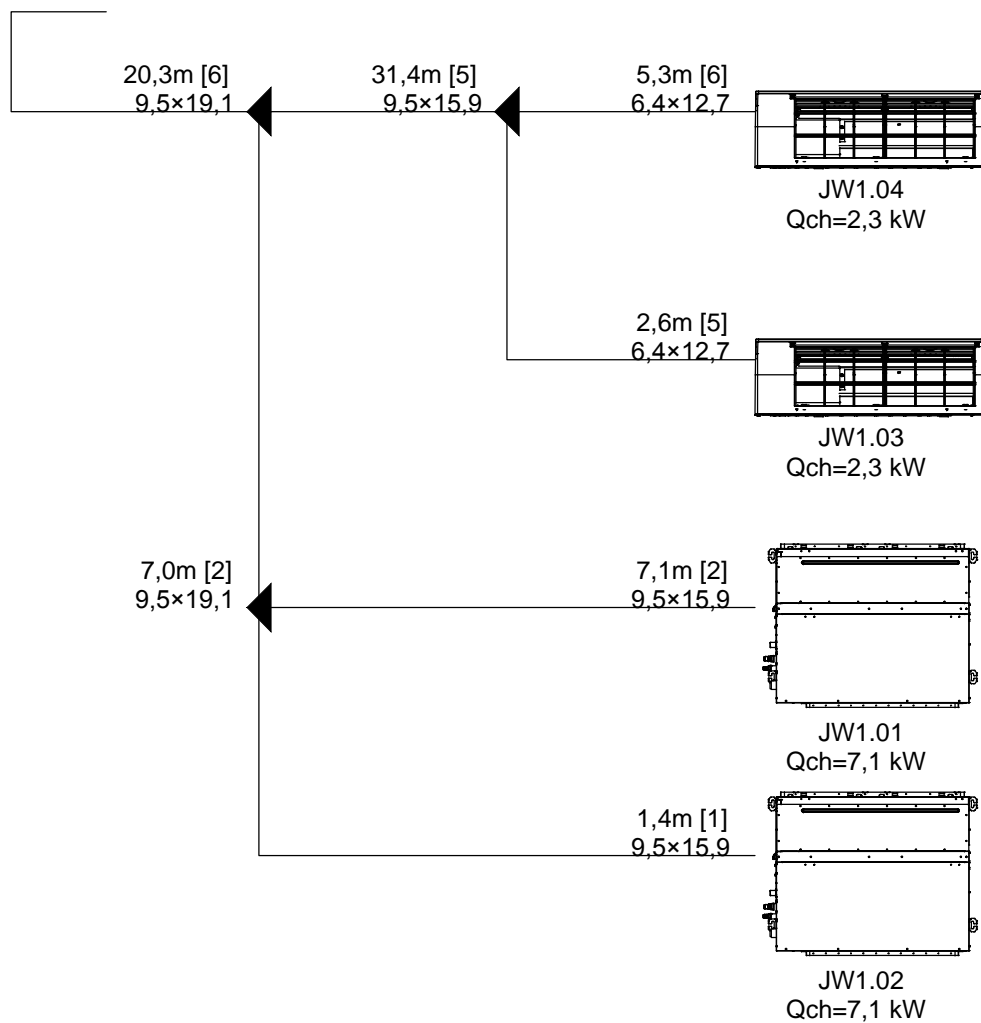 20,3m [6]
9,5×19,1
31,4m [5]
9,5×15,9
5,3m [6]
6,4×12,7
JW1.04
Qch=2,3 kW
2,6m [5]
6,4×12,7
JW1.03
Qch=2,3 kW
7,0m [2]
9,5×19,1
7,1m [2]
9,5×15,9
JW1.01
Qch=7,1 kW
1,4m [1]
9,5×15,9
JW1.02
Qch=7,1 kW